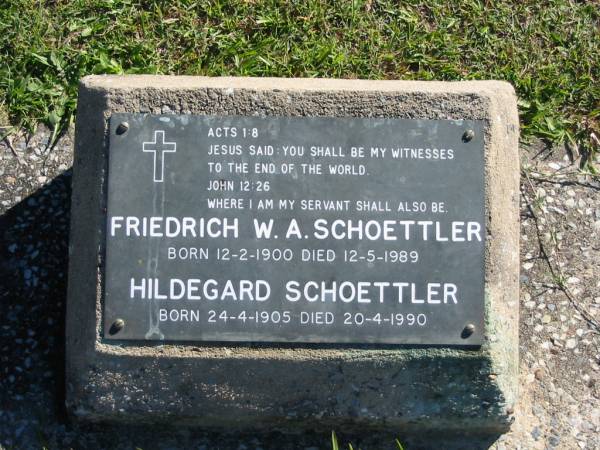 ACTS 1:8
JESUS SAID: YOU SHALL BE MY WITNESSES
TO THE END OF THE WORLD.
JOHN 12:26
WHERE I AM MY SERVANT SHALL ALSO BE.
FRIEDRICH W. A. SCHOETTLER
BORN 12-2-1900 DIED 12-5-1989
HILDEGARD SCHOETTLER
BORN 24-4-1905 DIED 20-4-1990